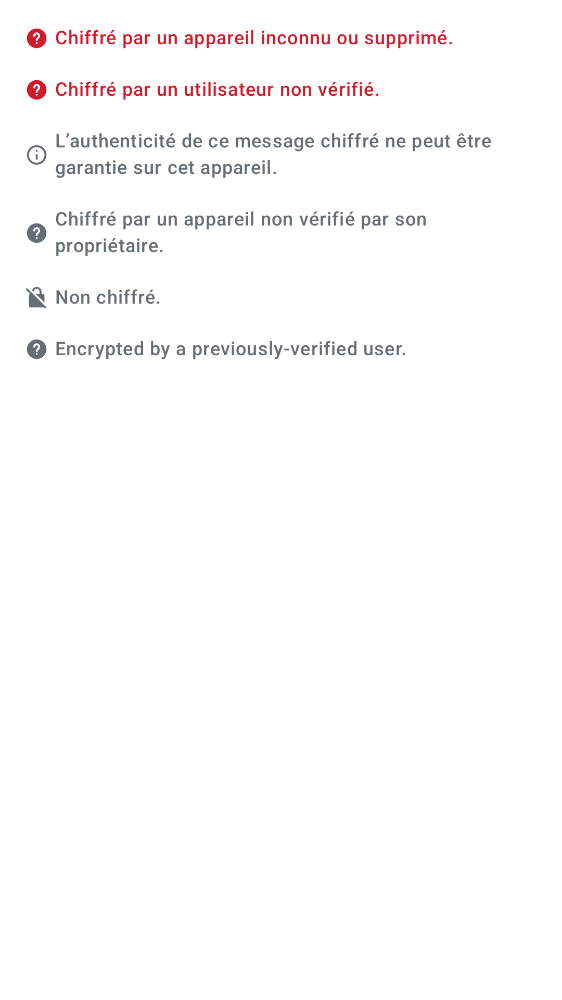 Chiffré par un appareil inconnu ou supprimé.
Chiffré par un utilisateur non vérifié.
L’authenticité de ce message chiffré ne peut être
garantie sur cet appareil.
Chiffré par un appareil non vérifié par son
propriétaire.
Non chiffré.
Encrypted by a previously-verified user.